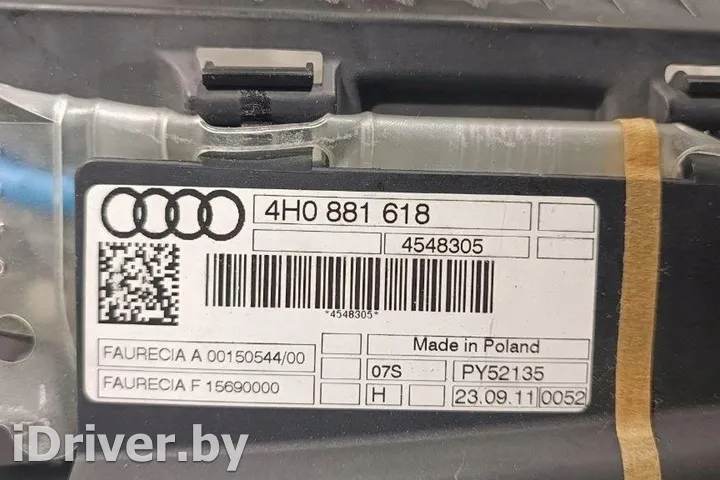 4H0 881 618
4548305
*4548305*
Made in Poland
FAURECIA A 00150544/00
07S PY52135
FAURECIA F 15690000
H 23.09.11 0052
iDriver.by